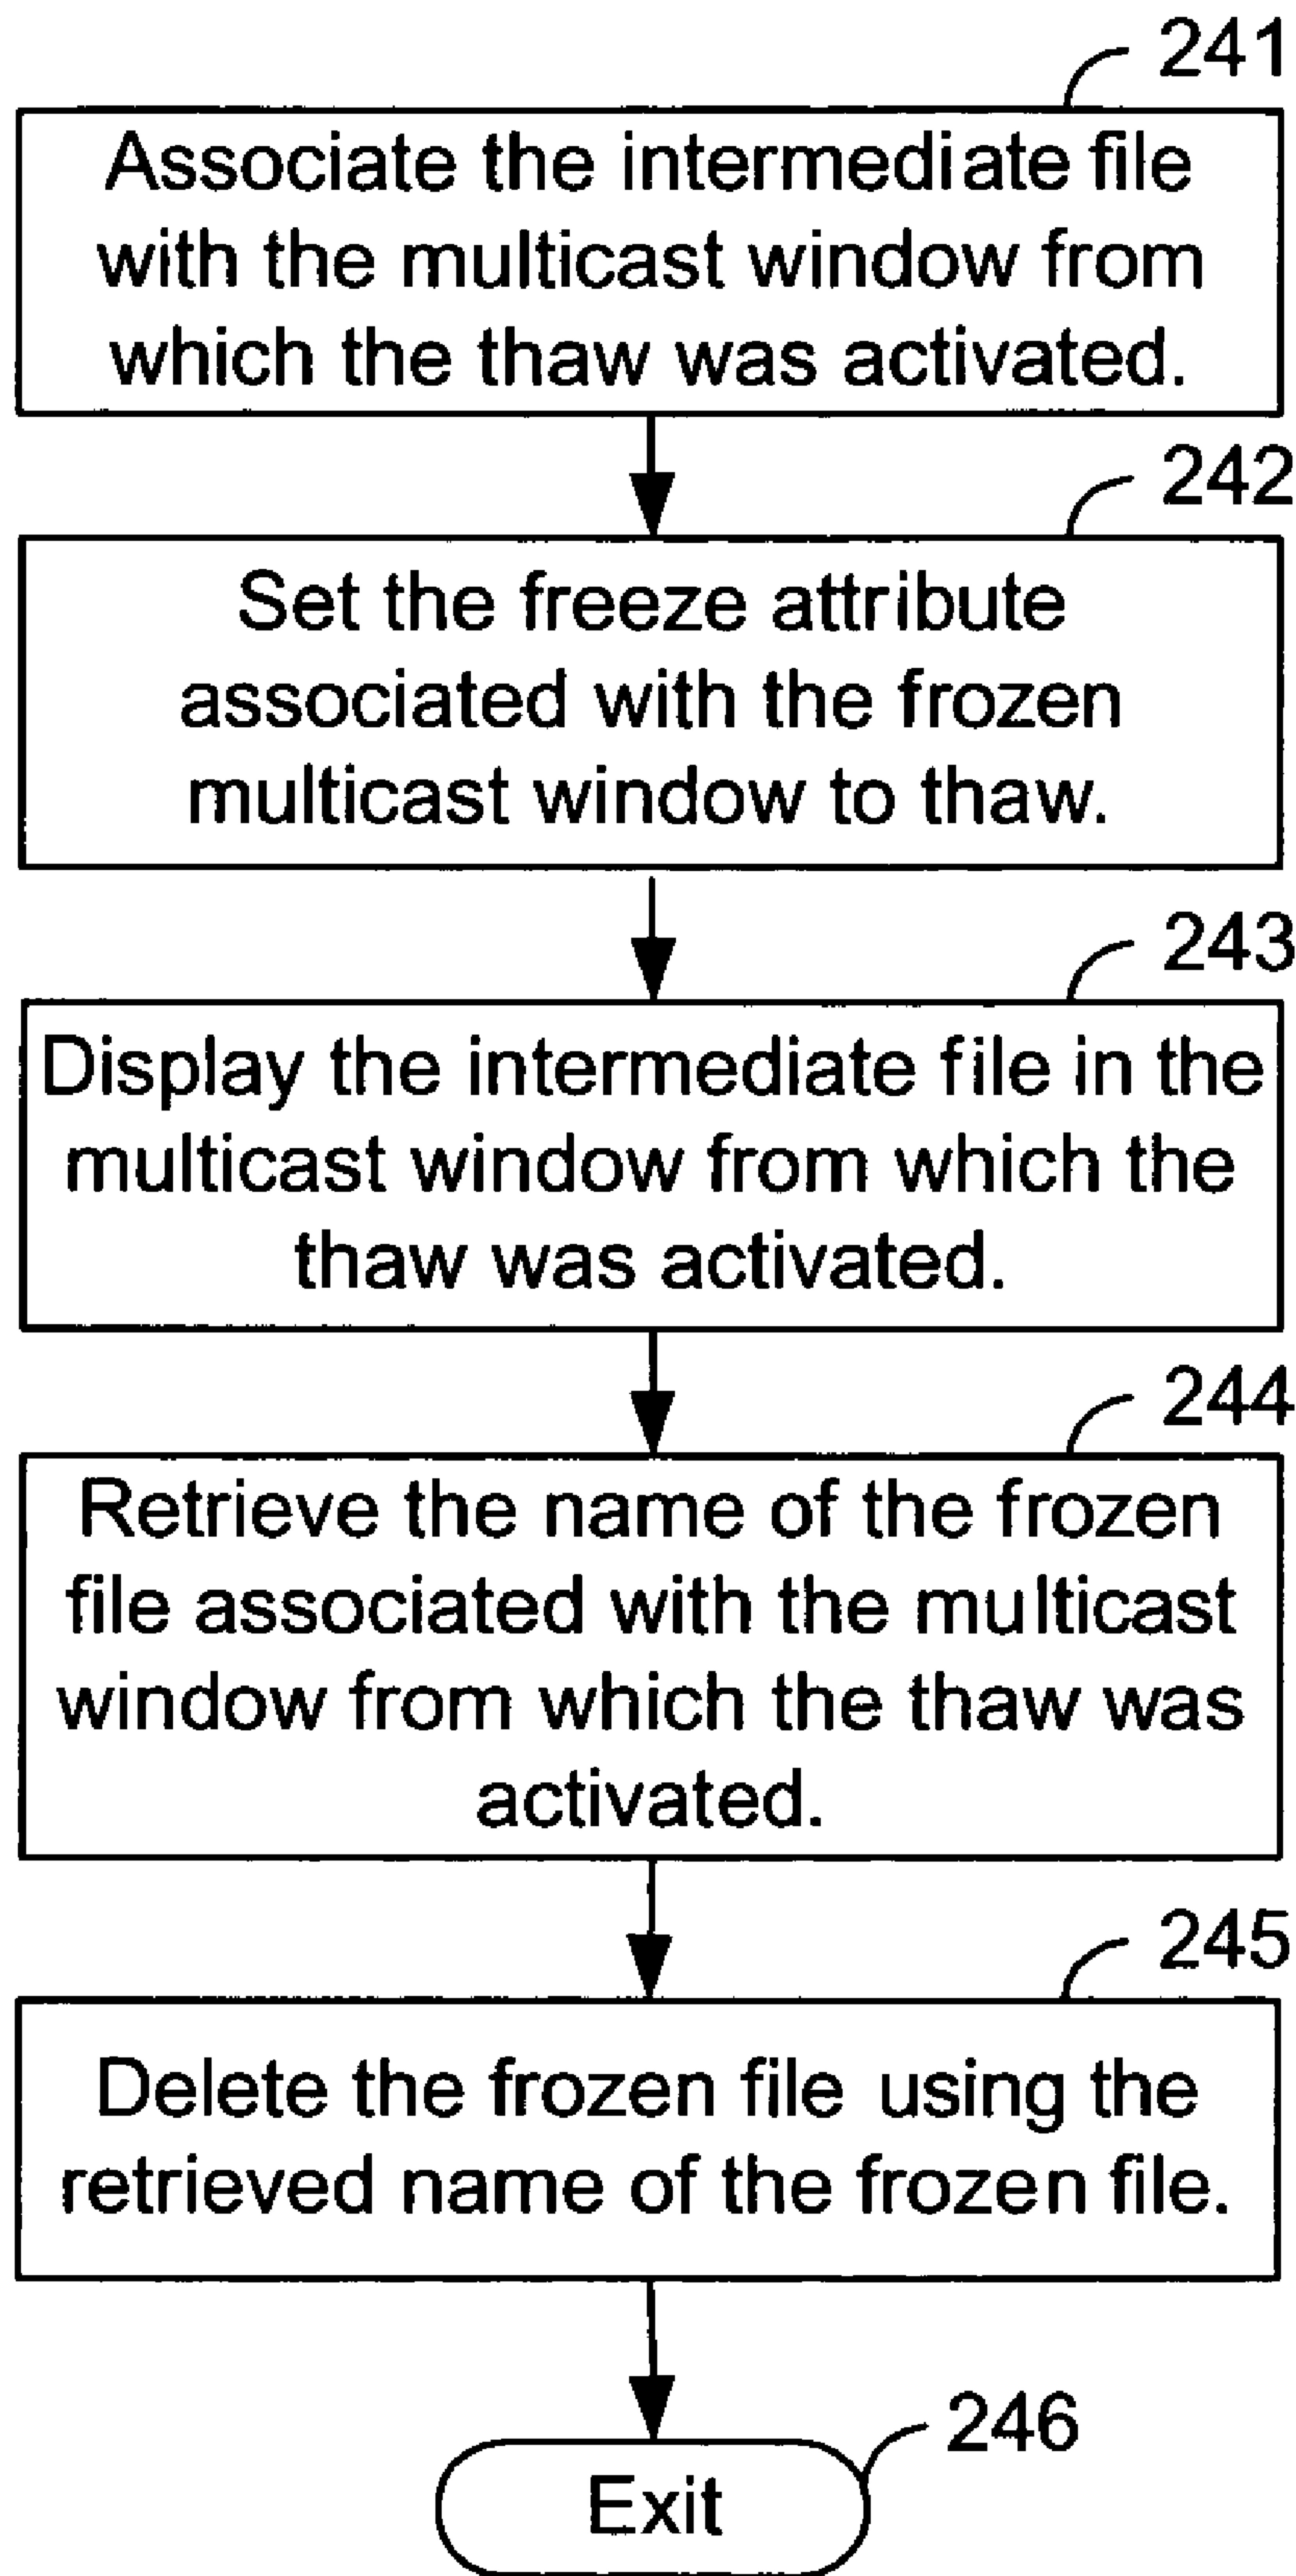 241
Associate the intermediate file
with the multicast window from
which the thaw was activated.
242
Set the freeze attribute
associated with the frozen
multicast window to thaw.
243
Display the intermediate file in the
multicast window from which the
thaw was activated.
244
Retrieve the name of the frozen
file associated with the multicast
window from which the thaw was
activated.
245
Delete the frozen file using the
retrieved name of the frozen file.
246
Exit